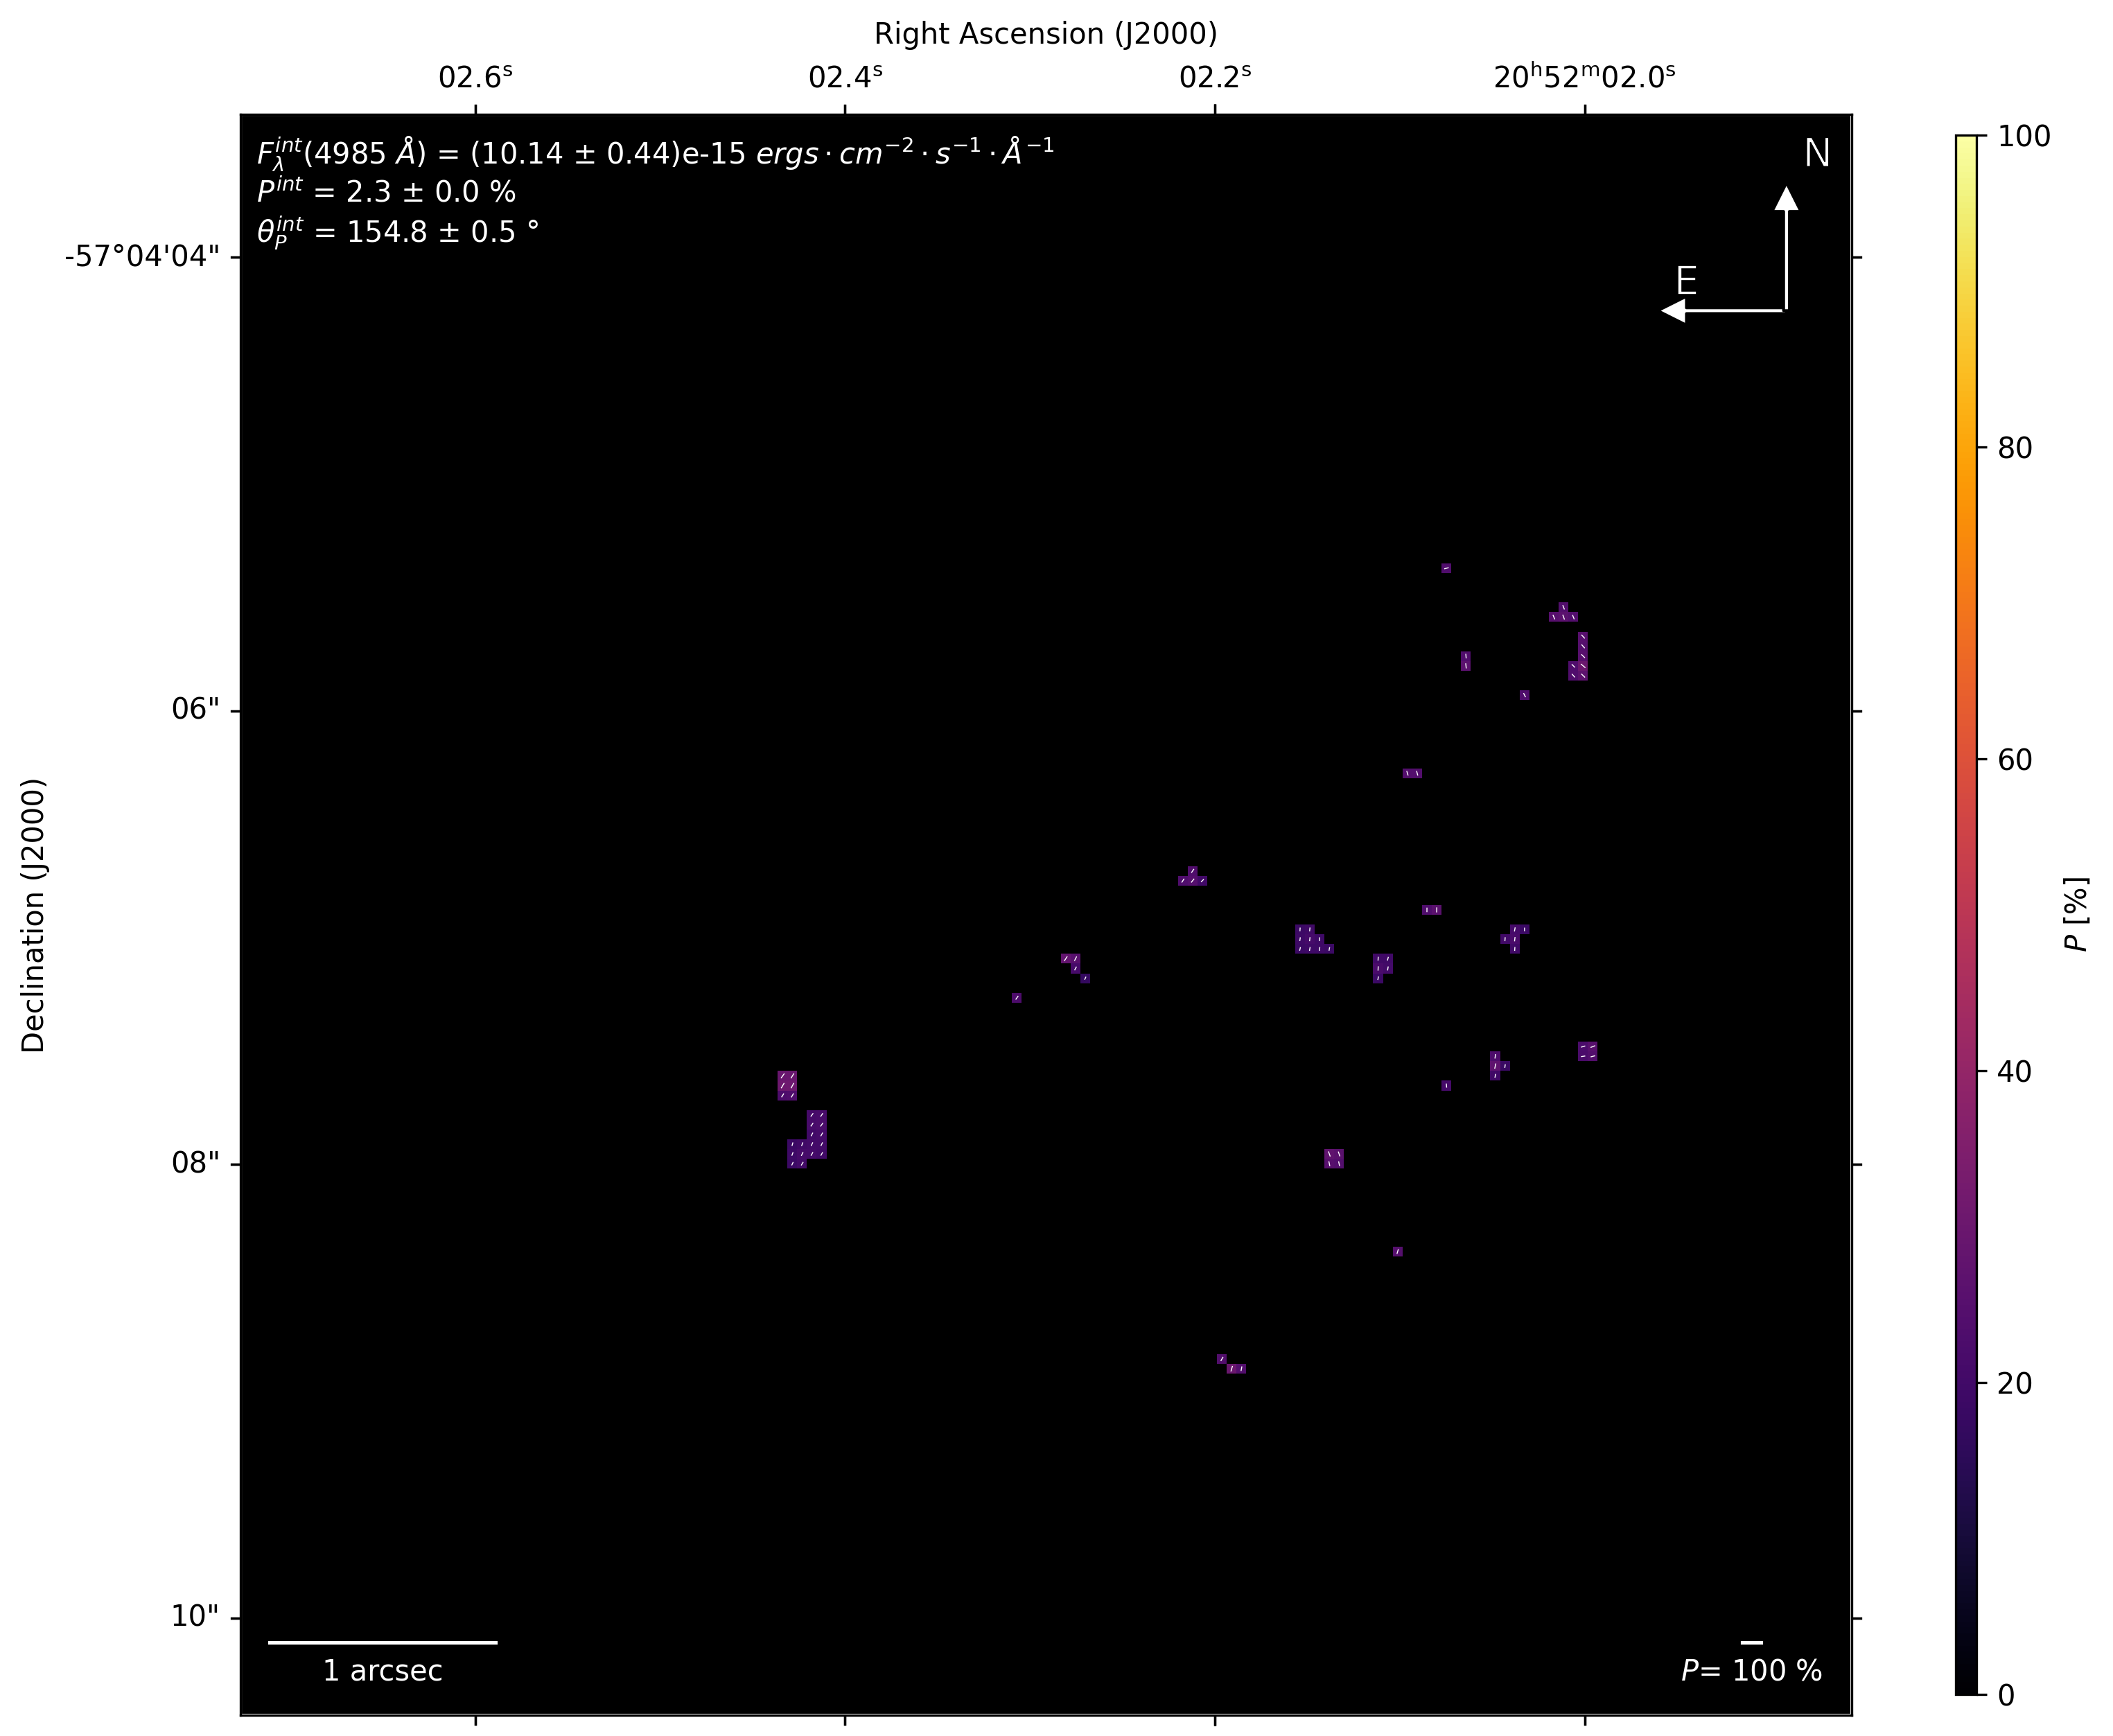 Right Ascension (J2000)
02.6ˢ 02.4ˢ 02.2ˢ 20ʰ52ᵐ02.0ˢ
F_λ^int(4985 Å) = (10.14 ± 0.44)e-15 ergs · cm⁻² · s⁻¹ · Å⁻¹
P^int = 2.3 ± 0.0 %
θ_P^int = 154.8 ± 0.5 °
N
E
-57°04'04"
06"
08"
10"
Declination (J2000)
1 arcsec
P= 100 %
100
80
60
40
20
0
P [%]